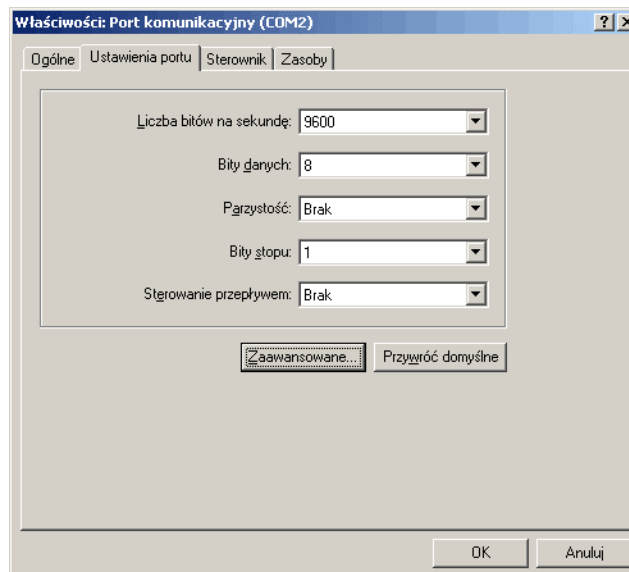 Właściwości: Port komunikacyjny (COM2)
Ogólne Ustawienia portu Sterownik Zasoby
Liczba bitów na sekundę: 9600
Bity danych: 8
Parzystość: Brak
Bity stopu: 1
Sterowanie przepływem: Brak
Zaawansowane... Przywróć domyślne
OK Anuluj